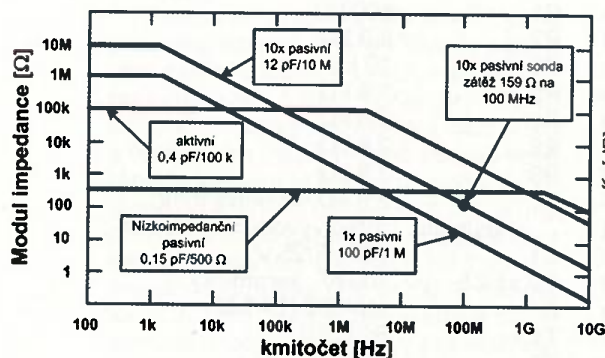 Modul impedance [Ω]
10M
1M
100k
10k
1k
100
10
1
10x pasivní
12 pF/10 M
10x pasivní sonda
zátěž 159 Ω na
100 MHz
aktivní
0,4 pF/100 k
Nízkoimpedanční
pasivní
0,15 pF/500 Ω
1x pasivní
100 pF/1 M
100
1k
10k
100k
1M
10M
100M
1G
10G
kmitočet [Hz]